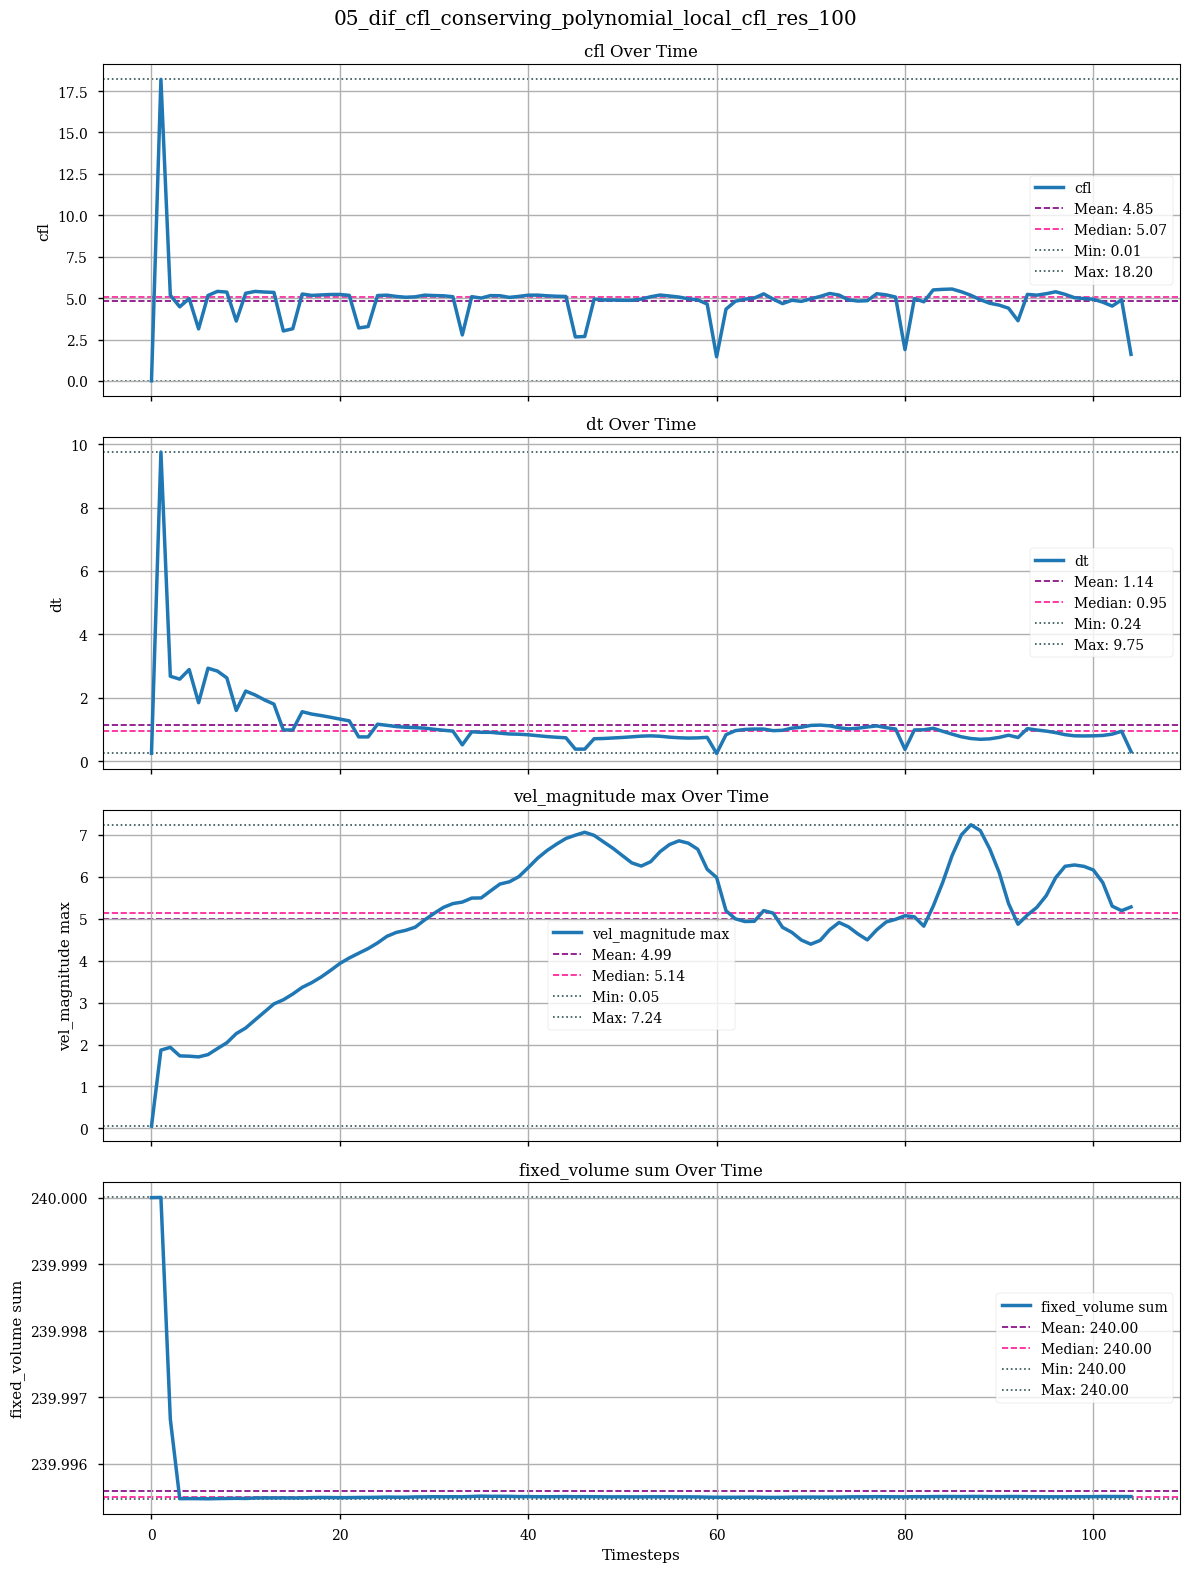 05_dif_cfl_conserving_polynomial_local_cfl_res_100
cfl Over Time
17.5
15.0
12.5
10.0
7.5
5.0
2.5
0.0
cfl
cfl
Mean: 4.85
Median: 5.07
Min: 0.01
Max: 18.20
dt Over Time
10
8
6
4
2
0
dt
dt
Mean: 1.14
Median: 0.95
Min: 0.24
Max: 9.75
vel_magnitude max Over Time
7
6
5
4
3
2
1
0
vel_magnitude max
vel_magnitude max
Mean: 4.99
Median: 5.14
Min: 0.05
Max: 7.24
fixed_volume sum Over Time
240.000
239.999
239.998
239.997
239.996
fixed_volume sum
fixed_volume sum
Mean: 240.00
Median: 240.00
Min: 240.00
Max: 240.00
0 20 40 60 80 100
Timesteps